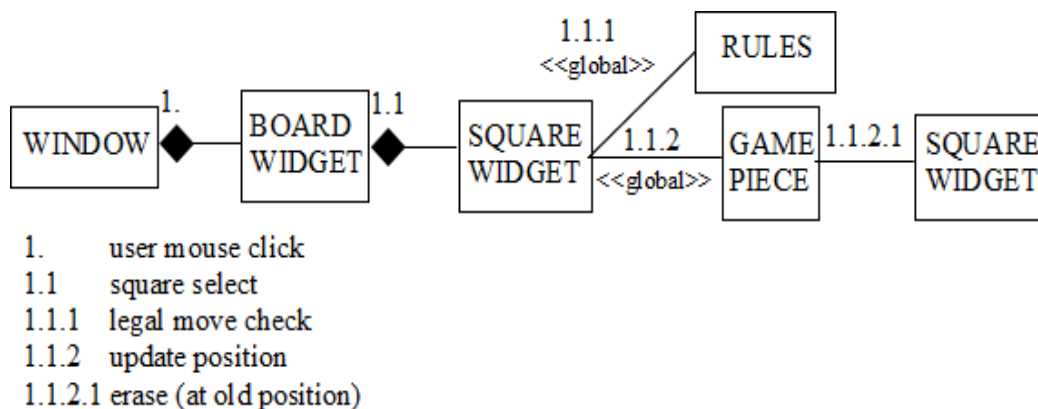 1.1.1
<<global>>
RULES
1.
WINDOW
BOARD
WIDGET
1.1
SQUARE
WIDGET
1.1.2
<<global>>
GAME
PIECE
1.1.2.1
SQUARE
WIDGET
1. user mouse click
1.1 square select
1.1.1 legal move check
1.1.2 update position
1.1.2.1 erase (at old position)